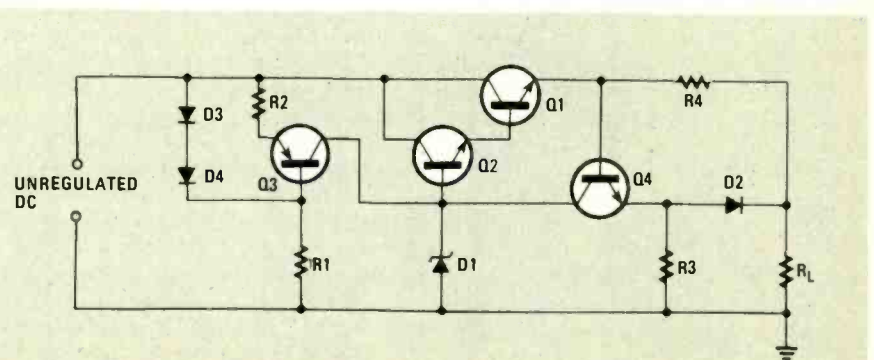 D3
R2
Q1
R4
D4
Q3
Q2
Q4
D2
UNREGULATED
DC
R1
D1
R3
RL